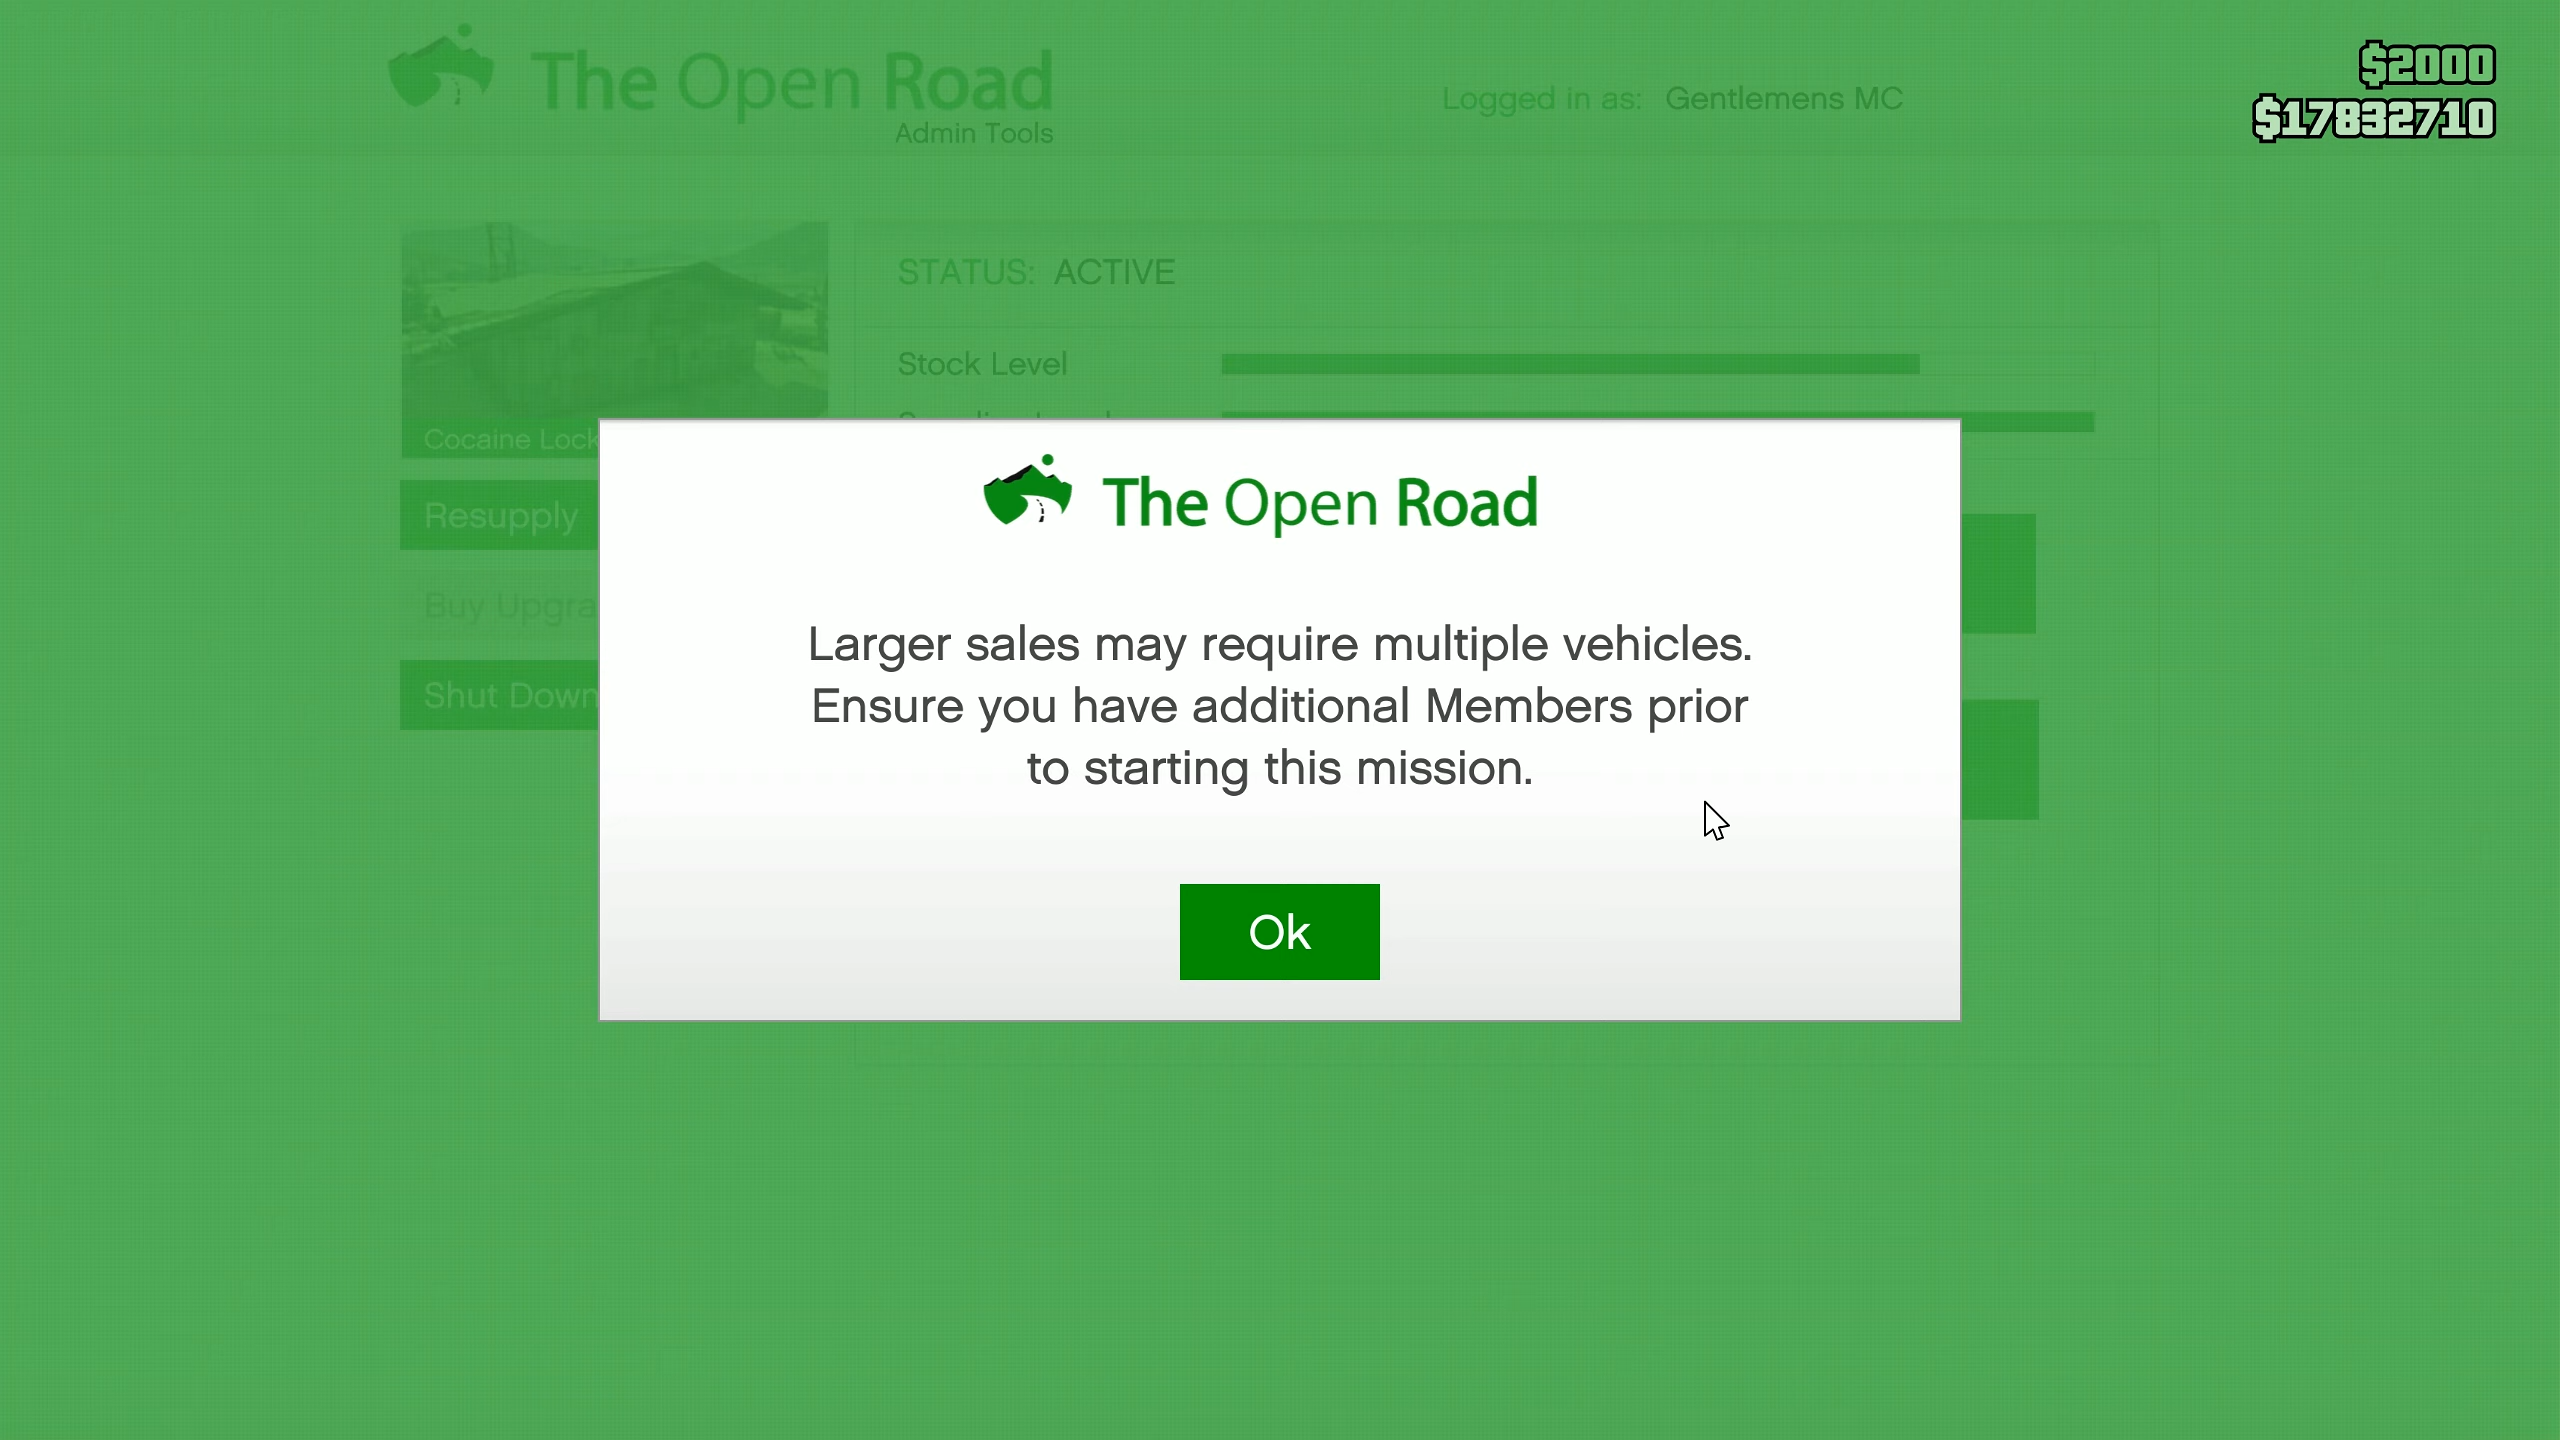 The Open Road
Admin Tools
Logged in as: Gentlemens MC
$2000
$17832710
STATUS: ACTIVE
Stock Level
Cocaine Lock
Resupply
Buy Upgra
Shut Down
The Open Road
Larger sales may require multiple vehicles.
Ensure you have additional Members prior
to starting this mission.
Ok